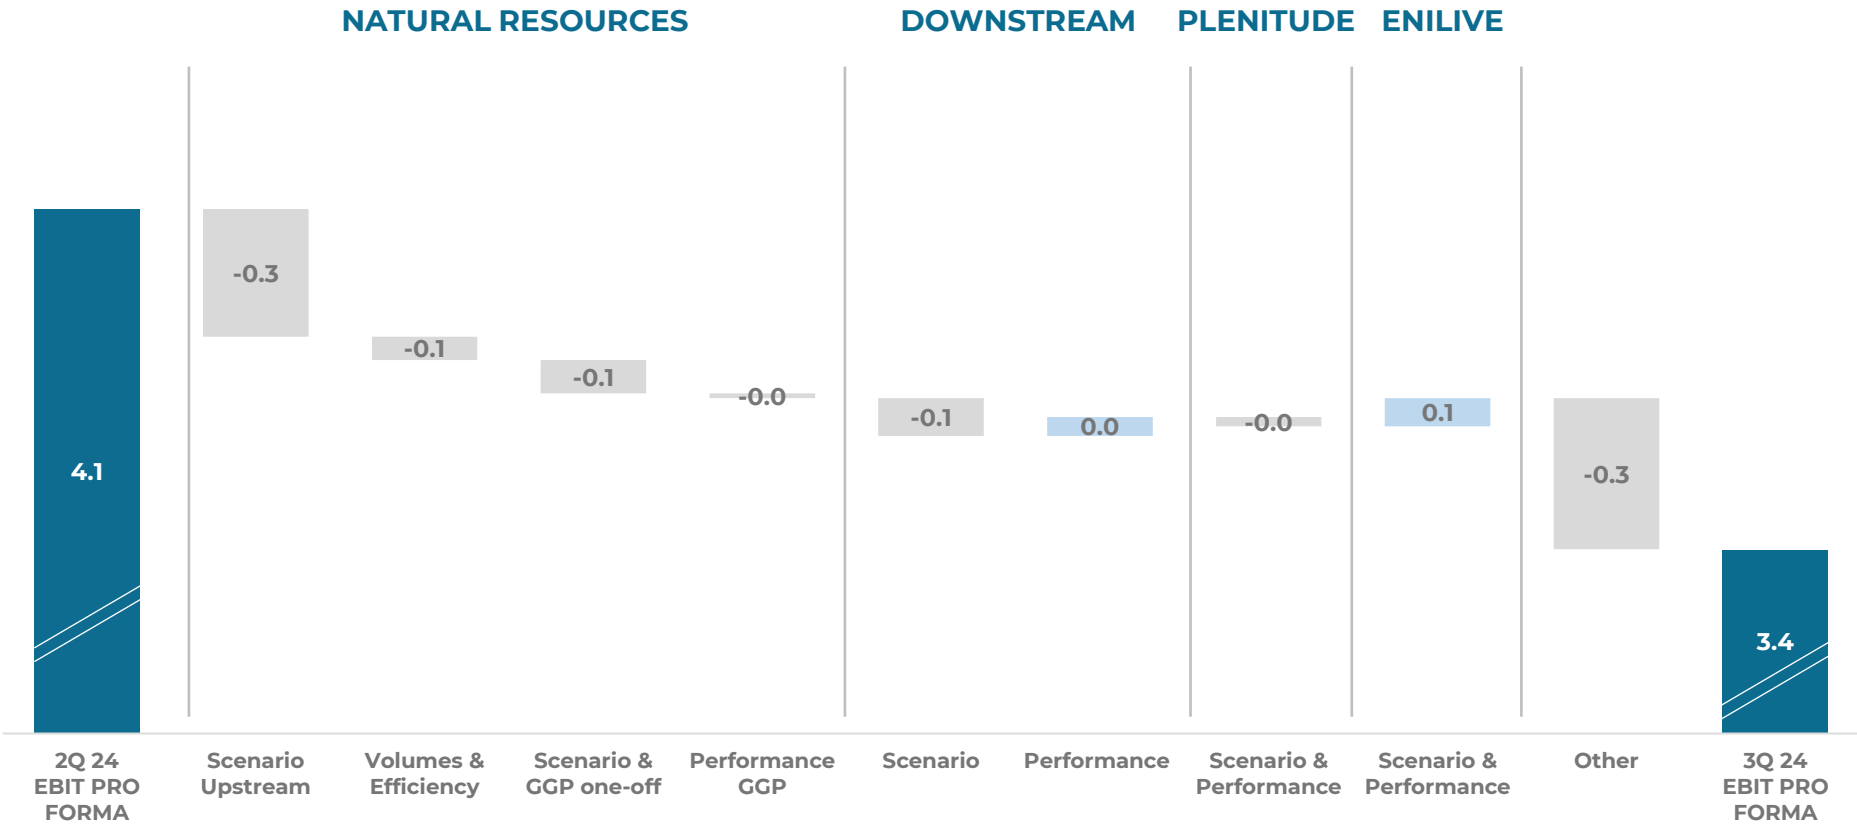 NATURAL RESOURCES
DOWNSTREAM
PLENITUDE
ENILIVE
4.1
-0.3
-0.1
-0.1
-0.0
-0.1
0.0
-0.0
0.1
-0.3
3.4
2Q 24
EBIT PRO
FORMA
Scenario
Upstream
Volumes &
Efficiency
Scenario &
GGP one-off
Performance
GGP
Scenario
Performance
Scenario &
Performance
Scenario &
Performance
Other
3Q 24
EBIT PRO
FORMA